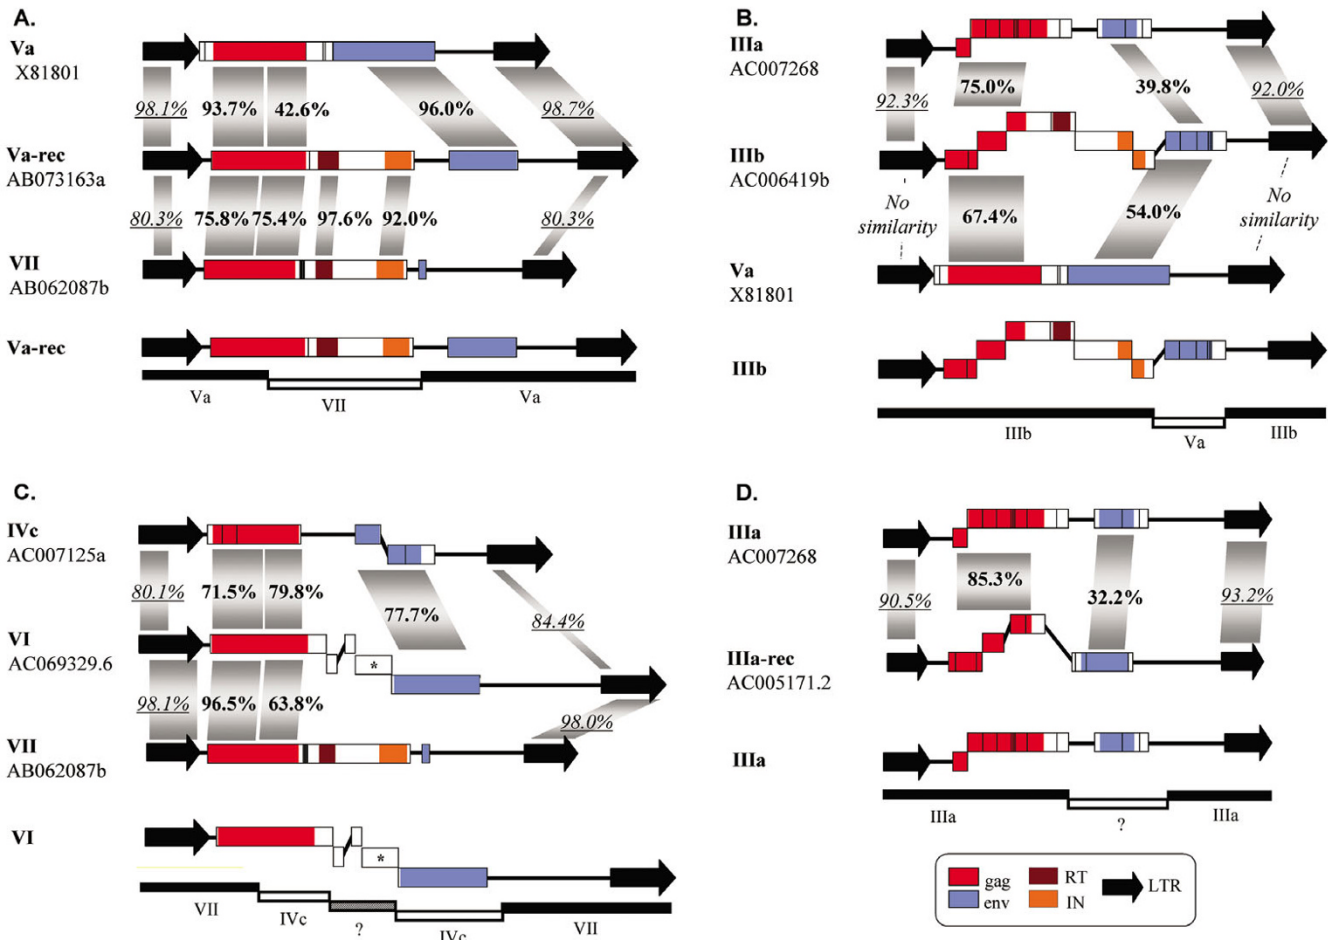 A.
Va
X81801
98.1%
93.7%
42.6%
96.0%
98.7%
Va-rec
AB073163a
80.3%
75.8%
75.4%
97.6%
92.0%
80.3%
VII
AB062087b
Va-rec
Va
VII
Va
B.
IIIa
AC007268
92.3%
75.0%
39.8%
92.0%
IIIb
AC006419b
No
similarity
67.4%
54.0%
No
similarity
Va
X81801
IIIb
IIIb
Va
IIIb
C.
IVc
AC007125a
80.1%
71.5%
79.8%
77.7%
84.4%
VI
AC069329.6
*
98.1%
96.5%
63.8%
98.0%
VII
AB062087b
VI
*
VII
IVc
?
IVc
VII
D.
IIIa
AC007268
90.5%
85.3%
32.2%
93.2%
IIIa-rec
AC005171.2
IIIa
IIIa
?
IIIa
gag
RT
LTR
env
IN